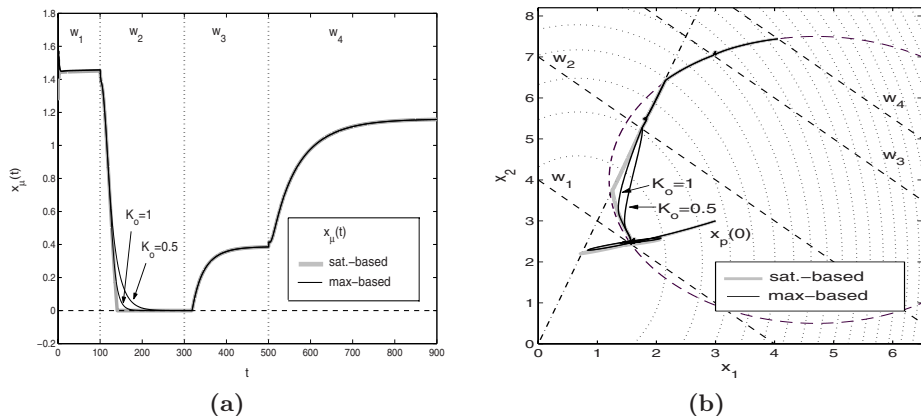 w1 w2 w3 w4
1.6
1.4
1.2
1
0.8
0.6
0.4
0.2
0
−0.2
xμ(t)
Ko=1
Ko=0.5
xμ(t)
sat.−based
max−based
0 100 200 300 400 500 600 700 800 900
t
(a)
8
7
6
5
4
3
2
1
0
x2
w2
w1
w4
w3
Ko=1
Ko=0.5
xp(0)
sat.−based
max−based
0 1 2 3 4 5 6
x1
(b)